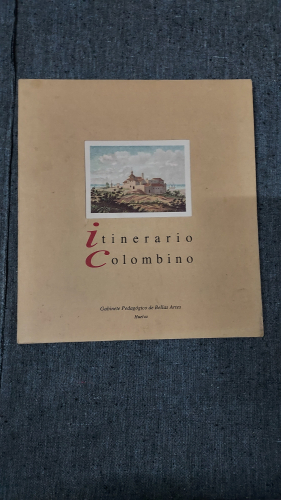 itinerario
Colombino
Gabinete Pedagógico de Bellas Artes
Huelva